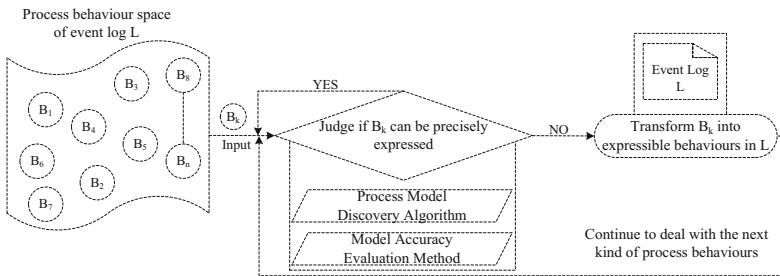 Process behaviour space
of event log L
B₁
B₂
B₃
B₄
B₅
B₆
B₇
B₈
Bₙ
Bₖ
Input
YES
Judge if Bₖ can be precisely
expressed
NO
Process Model
Discovery Algorithm
Model Accuracy
Evaluation Method
Event Log
L
Transform Bₖ into
expressible behaviours in L
Continue to deal with the next
kind of process behaviours